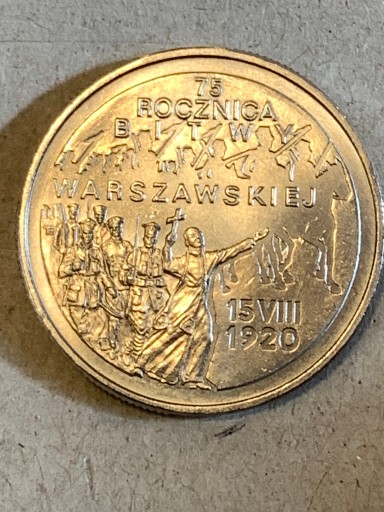 75
ROCZNICA
BITWY
WARSZAWSKIEJ
15 VIII
1920